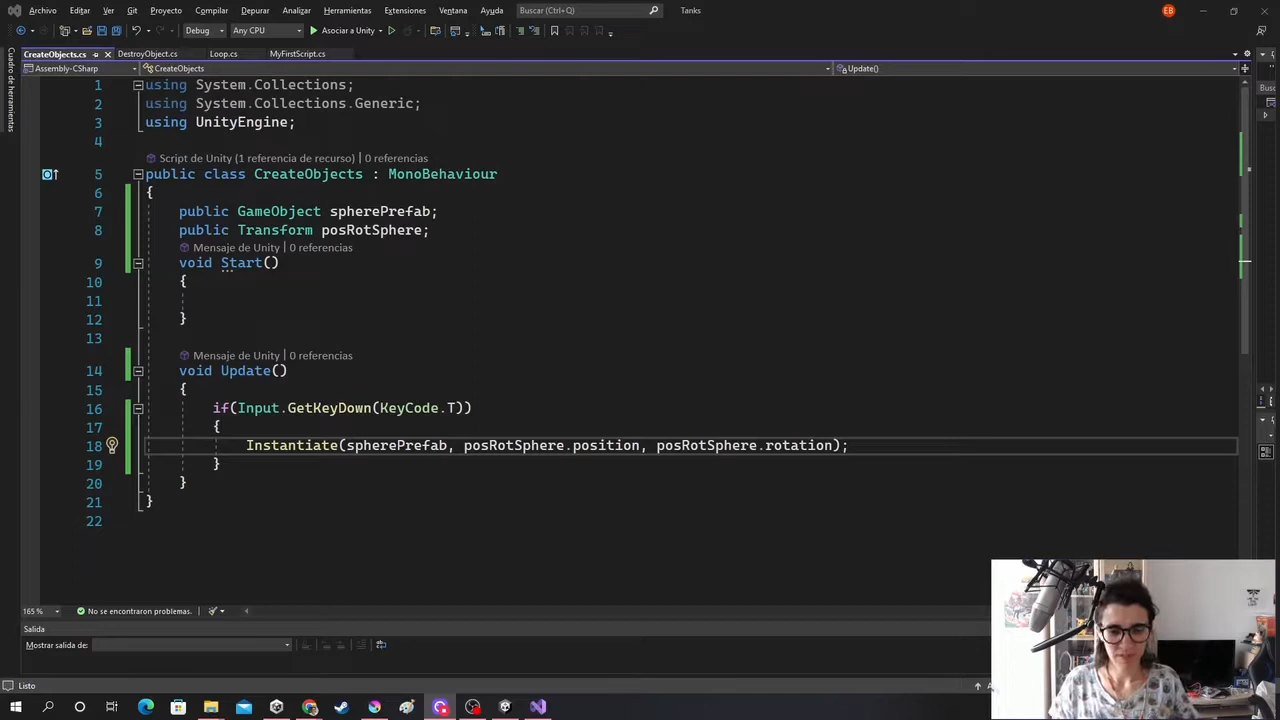 Archivo Editar Ver Git Proyecto Compilar Depurar Analizar Herramientas Extensiones Ventana Ayuda Buscar (Ctrl+Q) Tanks EB
Debug Any CPU Asociar a Unity
CreateObjects.cs DestroyObject.cs Loop.cs MyFirstScript.cs
Assembly-CSharp CreateObjects Update()
Cuadro de herramientas
Busc
1 using System.Collections;
2 using System.Collections.Generic;
3 using UnityEngine;
4
Script de Unity (1 referencia de recurso) | 0 referencias
5 public class CreateObjects : MonoBehaviour
6 {
7 public GameObject spherePrefab;
8 public Transform posRotSphere;
Mensaje de Unity | 0 referencias
9 void Start()
10 {
11
12 }
13
Mensaje de Unity | 0 referencias
14 void Update()
15 {
16 if(Input.GetKeyDown(KeyCode.T))
17 {
18 Instantiate(spherePrefab, posRotSphere.position, posRotSphere.rotation);
19 }
20 }
21 }
22
165 % No se encontraron problemas.
Salida
Mostrar salida de:
Listo